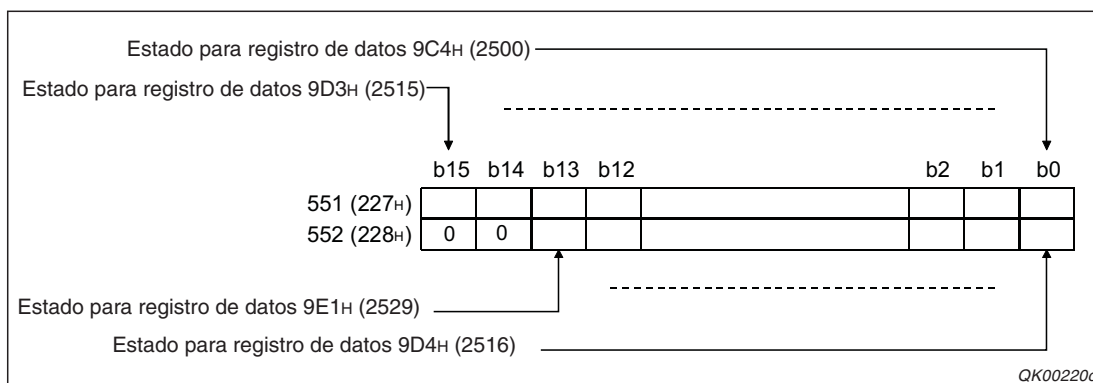 Estado para registro de datos 9C4H (2500)
Estado para registro de datos 9D3H (2515)
b15 b14 b13 b12 b2 b1 b0
551 (227H)
552 (228H) 0 0
Estado para registro de datos 9E1H (2529)
Estado para registro de datos 9D4H (2516)